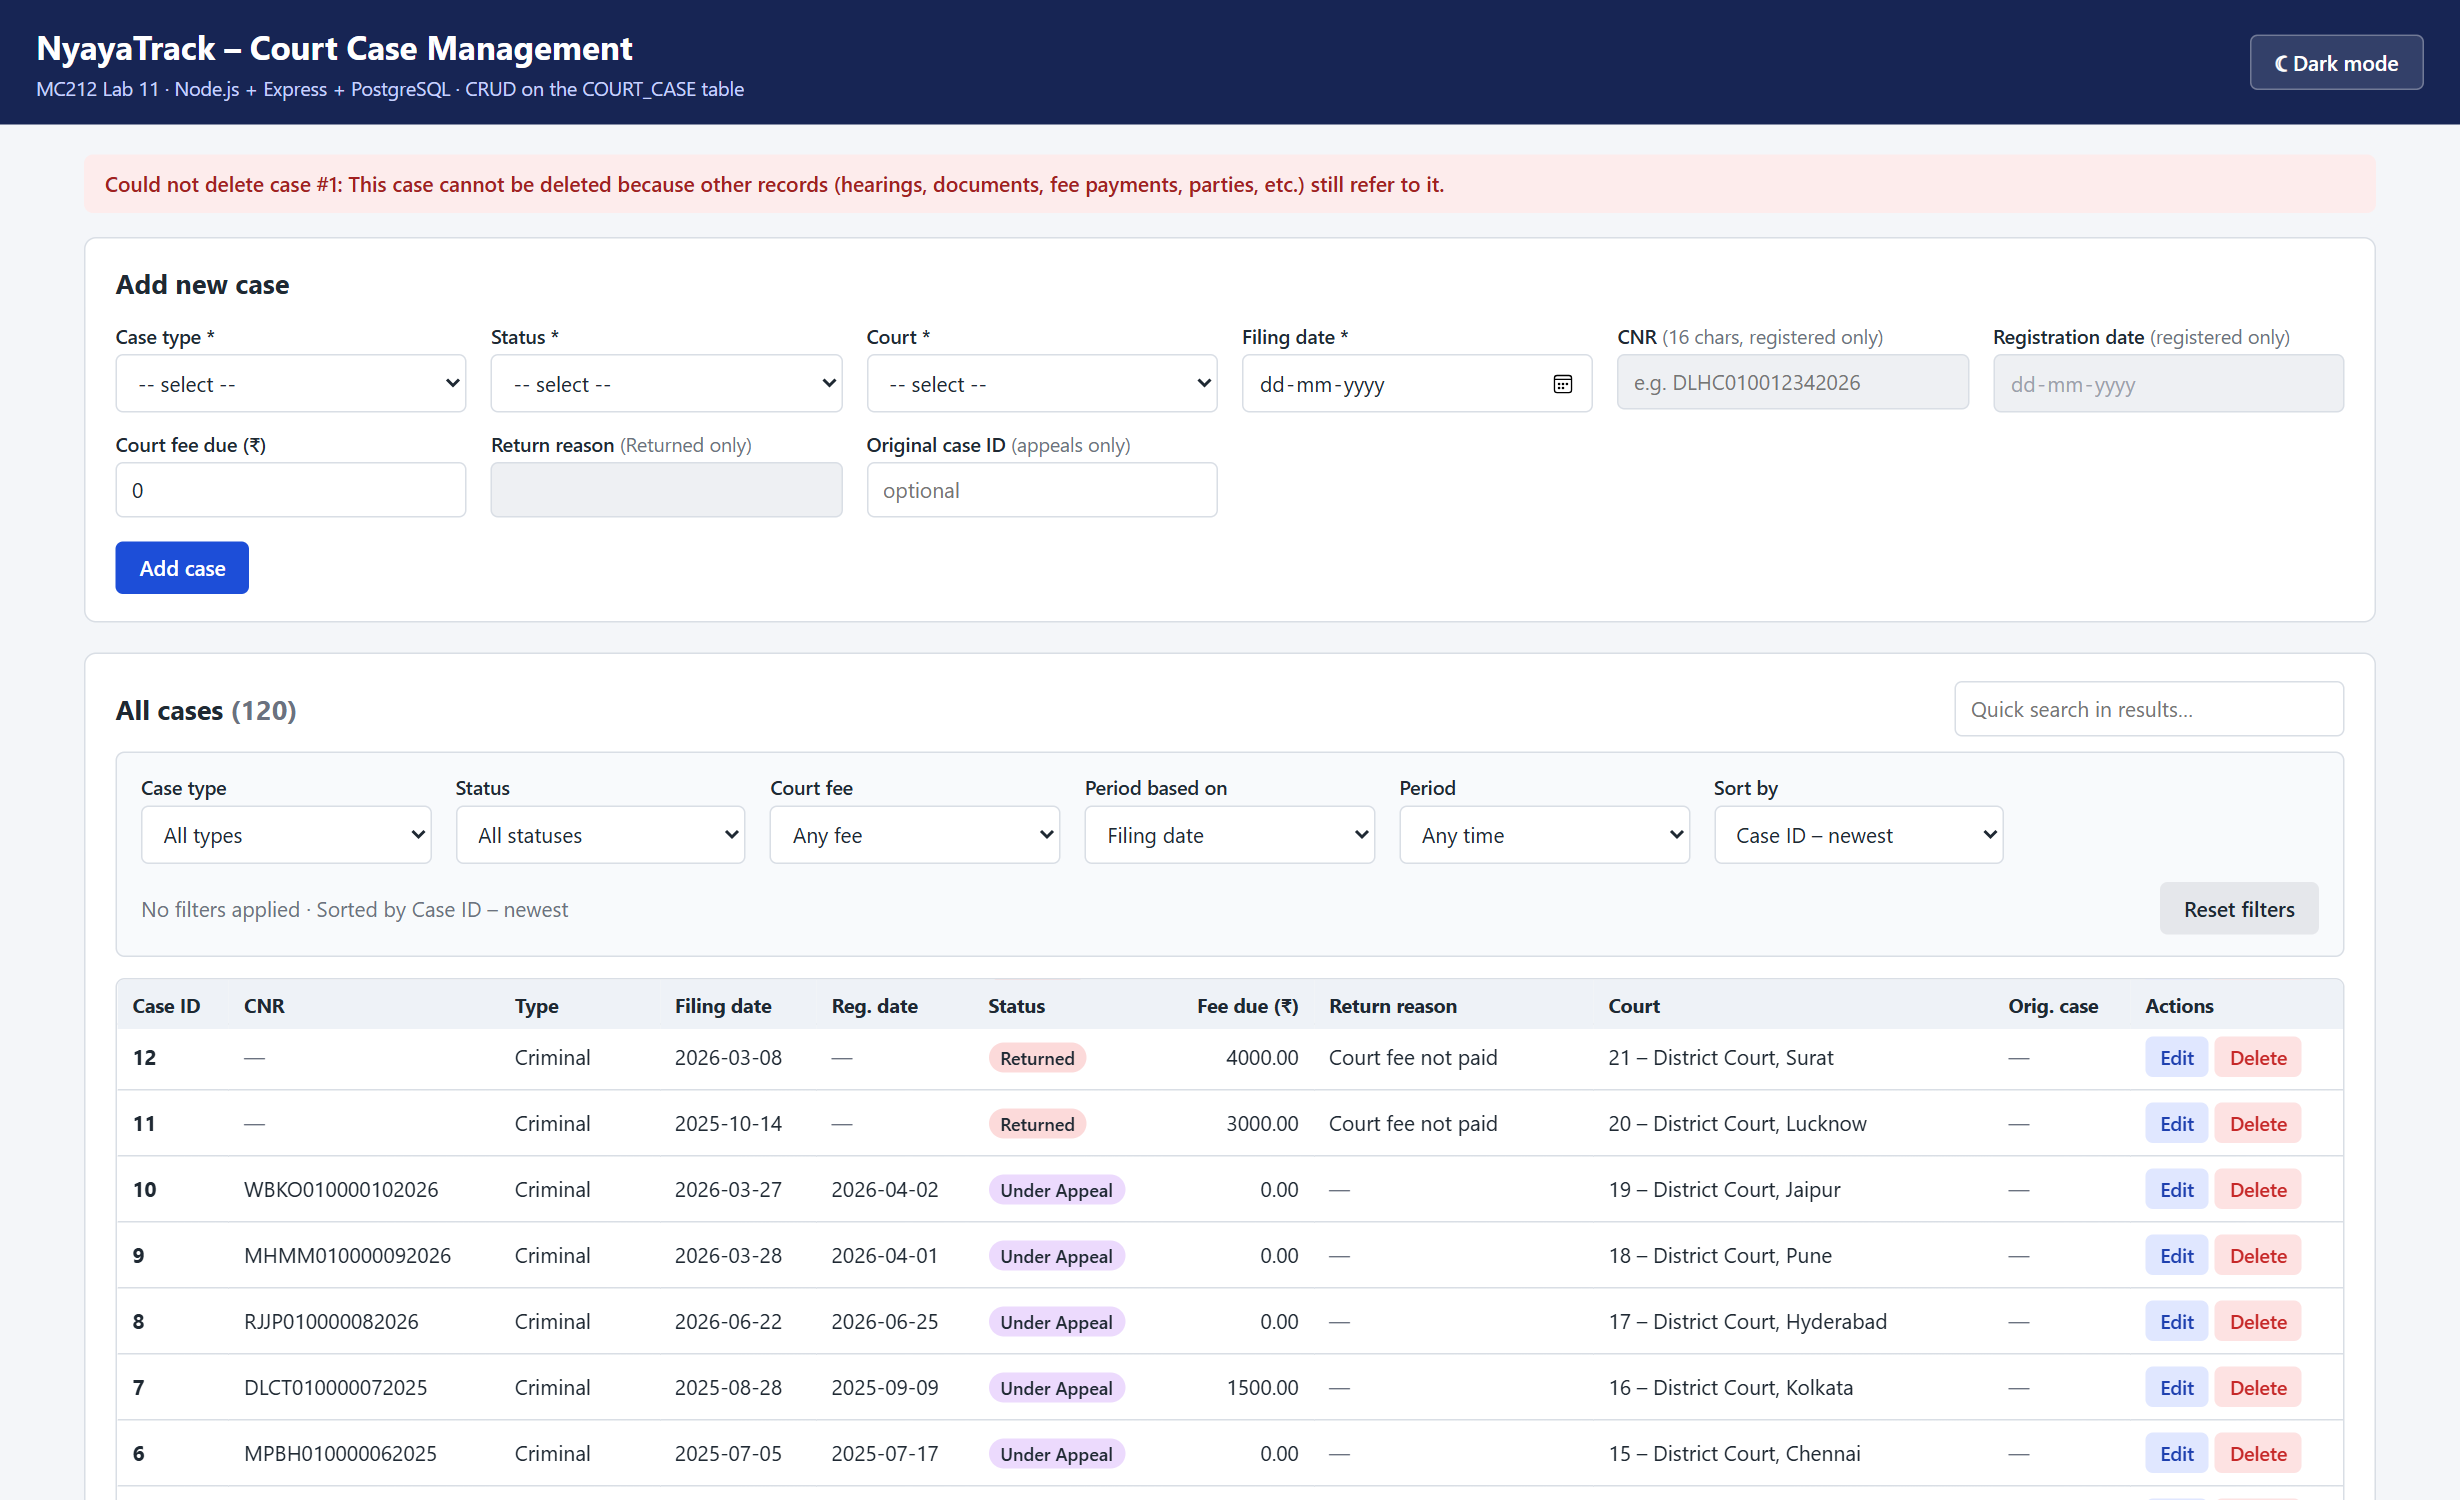 NyayaTrack – Court Case Management
MC212 Lab 11 · Node.js + Express + PostgreSQL · CRUD on the COURT_CASE table
☾ Dark mode
Could not delete case #1: This case cannot be deleted because other records (hearings, documents, fee payments, parties, etc.) still refer to it.
Add new case
Case type * Status * Court * Filing date * CNR (16 chars, registered only) Registration date (registered only)
-- select -- -- select -- -- select -- dd-mm-yyyy e.g. DLHC010012342026 dd-mm-yyyy
Court fee due (₹) Return reason (Returned only) Original case ID (appeals only)
0 optional
Add case
All cases (120) Quick search in results...
Case type Status Court fee Period based on Period Sort by
All types All statuses Any fee Filing date Any time Case ID – newest
No filters applied · Sorted by Case ID – newest Reset filters
Case ID CNR Type Filing date Reg. date Status Fee due (₹) Return reason Court Orig. case Actions
12 — Criminal 2026-03-08 — Returned 4000.00 Court fee not paid 21 – District Court, Surat — Edit Delete
11 — Criminal 2025-10-14 — Returned 3000.00 Court fee not paid 20 – District Court, Lucknow — Edit Delete
10 WBKO010000102026 Criminal 2026-03-27 2026-04-02 Under Appeal 0.00 — 19 – District Court, Jaipur — Edit Delete
9 MHMM010000092026 Criminal 2026-03-28 2026-04-01 Under Appeal 0.00 — 18 – District Court, Pune — Edit Delete
8 RJJP010000082026 Criminal 2026-06-22 2026-06-25 Under Appeal 0.00 — 17 – District Court, Hyderabad — Edit Delete
7 DLCT010000072025 Criminal 2025-08-28 2025-09-09 Under Appeal 1500.00 — 16 – District Court, Kolkata — Edit Delete
6 MPBH010000062025 Criminal 2025-07-05 2025-07-17 Under Appeal 0.00 — 15 – District Court, Chennai — Edit Delete